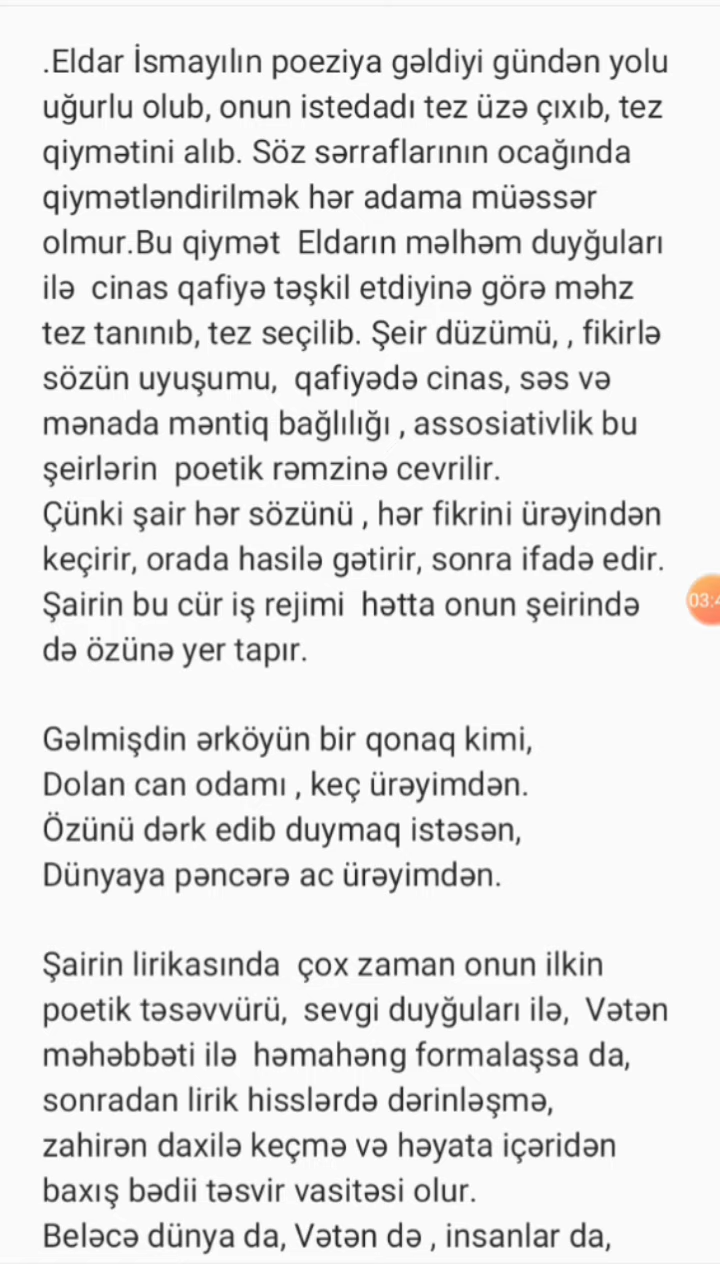 .Eldar İsmayılın poeziya gəldiyi gündən yolu
uğurlu olub, onun istedadı tez üzə çıxıb, tez
qiymətini alıb. Söz sərraflarının ocağında
qiymətləndirilmək hər adama müəssər
olmur.Bu qiymət  Eldarın məlhəm duyğuları
ilə  cinas qafiyə təşkil etdiyinə görə məhz
tez tanınıb, tez seçilib. Şeir düzümü, , fikirlə
sözün uyuşumu,  qafiyədə cinas, səs və
mənada məntiq bağlılığı , assosiativlik bu
şeirlərin  poetik rəmzinə cevrilir.
Çünki şair hər sözünü , hər fikrini ürəyindən
keçirir, orada hasilə gətirir, sonra ifadə edir.
Şairin bu cür iş rejimi  hətta onun şeirində
də özünə yer tapır.
Gəlmişdin ərköyün bir qonaq kimi,
Dolan can odamı , keç ürəyimdən.
Özünü dərk edib duymaq istəsən,
Dünyaya pəncərə ac ürəyimdən.
Şairin lirikasında  çox zaman onun ilkin
poetik təsəvvürü,  sevgi duyğuları ilə,  Vətən
məhəbbəti ilə  həmahəng formalaşsa da,
sonradan lirik hisslərdə dərinləşmə,
zahirən daxilə keçmə və həyata içəridən
baxış bədii təsvir vasitəsi olur.
Beləcə dünya da, Vətən də , insanlar da,